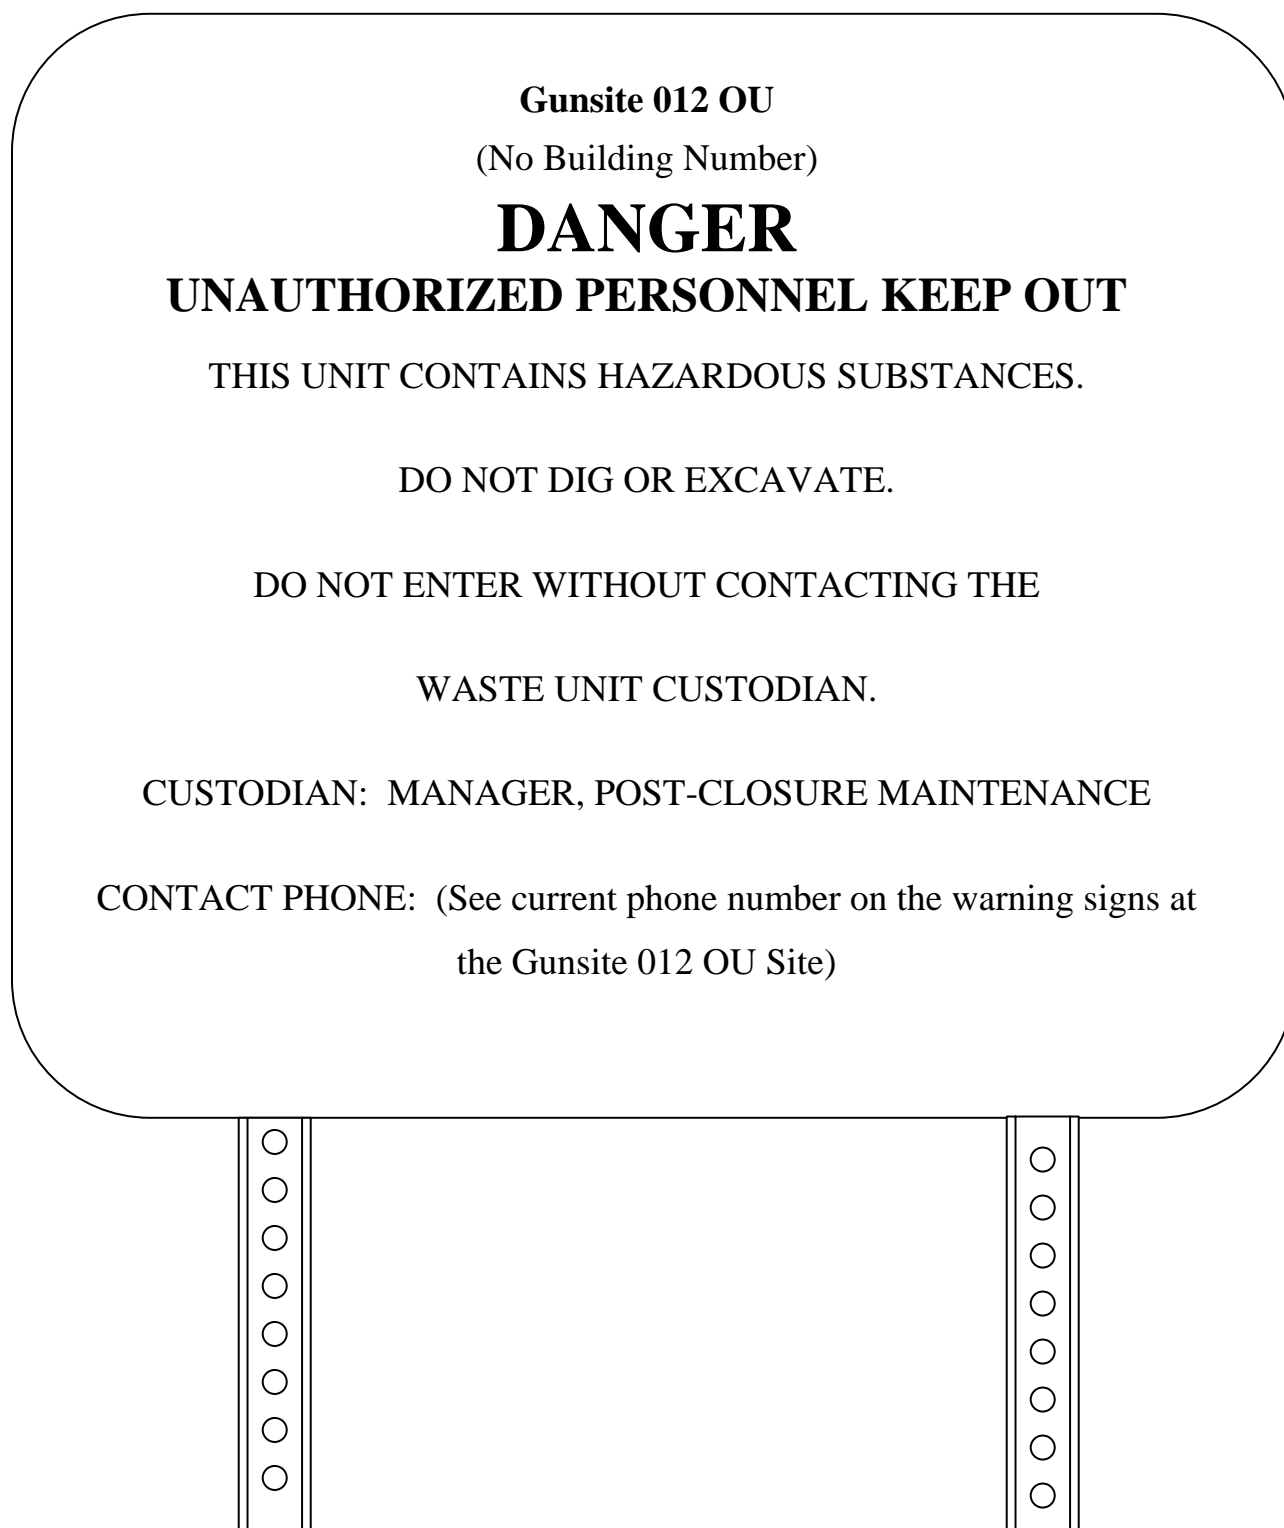 Gunsite 012 OU
(No Building Number)
DANGER
UNAUTHORIZED PERSONNEL KEEP OUT
THIS UNIT CONTAINS HAZARDOUS SUBSTANCES.
DO NOT DIG OR EXCAVATE.
DO NOT ENTER WITHOUT CONTACTING THE
WASTE UNIT CUSTODIAN.
CUSTODIAN:  MANAGER, POST-CLOSURE MAINTENANCE
CONTACT PHONE:  (See current phone number on the warning signs at
the Gunsite 012 OU Site)